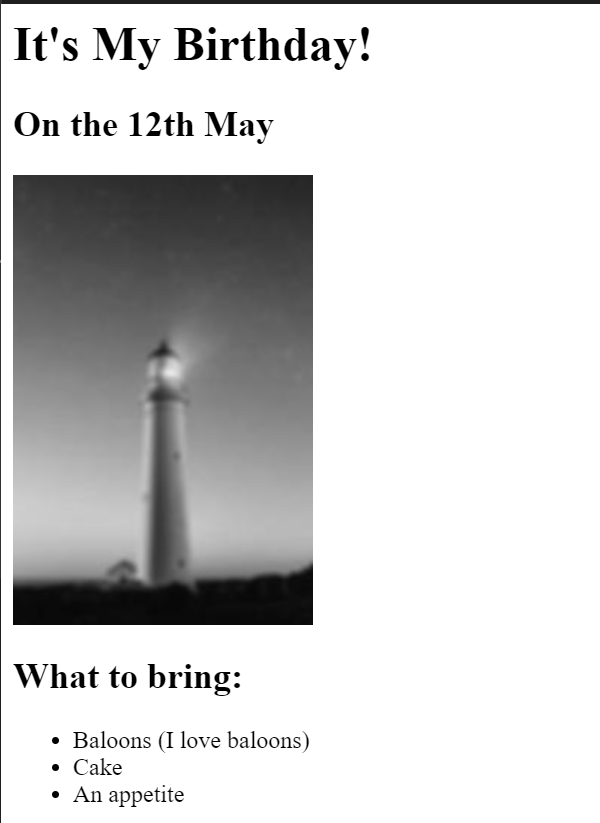 It's My Birthday!
On the 12th May
What to bring:
Baloons (I love baloons)
Cake
An appetite